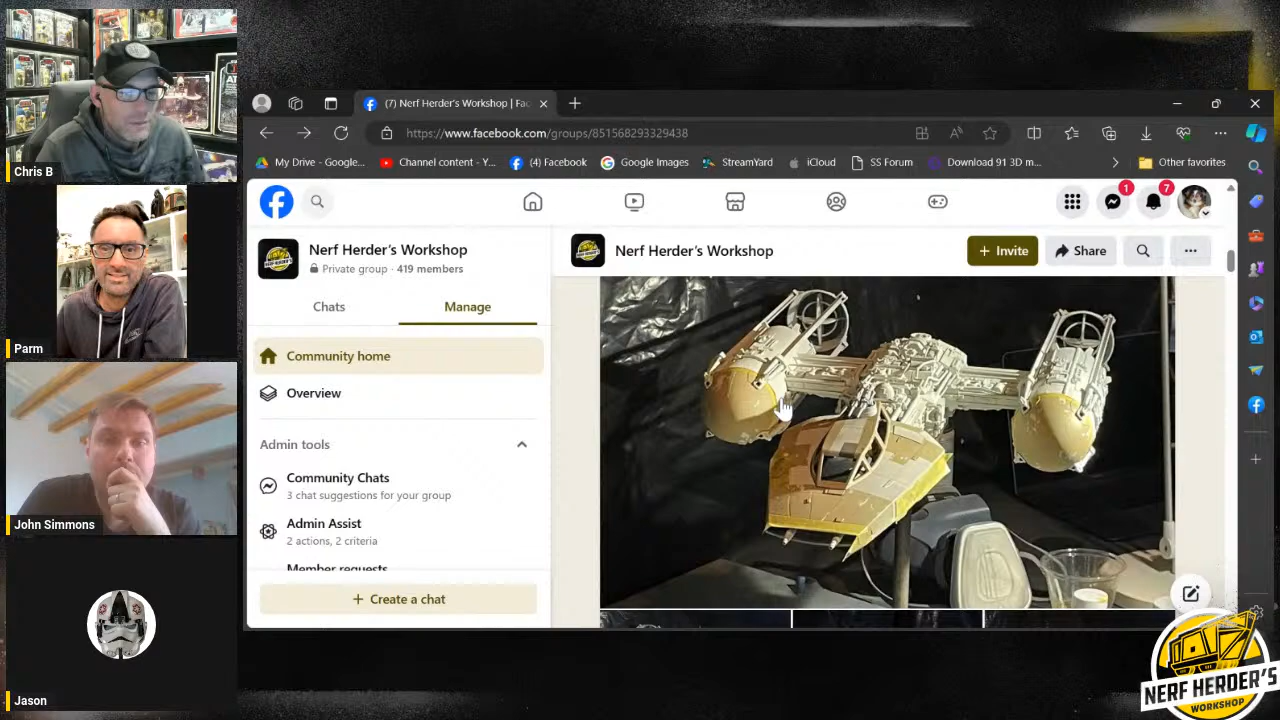 Chris B
Parm
John Simmons
Jason
(7) Nerf Herder's Workshop | Fac
https://www.facebook.com/groups/851568293329438
My Drive - Google...
Channel content - Y...
(4) Facebook
Google Images
StreamYard
iCloud
SS Forum
Download 91 3D m...
Other favorites
1
7
Nerf Herder's Workshop
Private group · 419 members
Chats
Manage
Community home
Overview
Admin tools
Community Chats
3 chat suggestions for your group
Admin Assist
2 actions, 2 criteria
Member requests
+ Create a chat
Nerf Herder's Workshop
+ Invite
Share
NERF HERDER'S
WORKSHOP